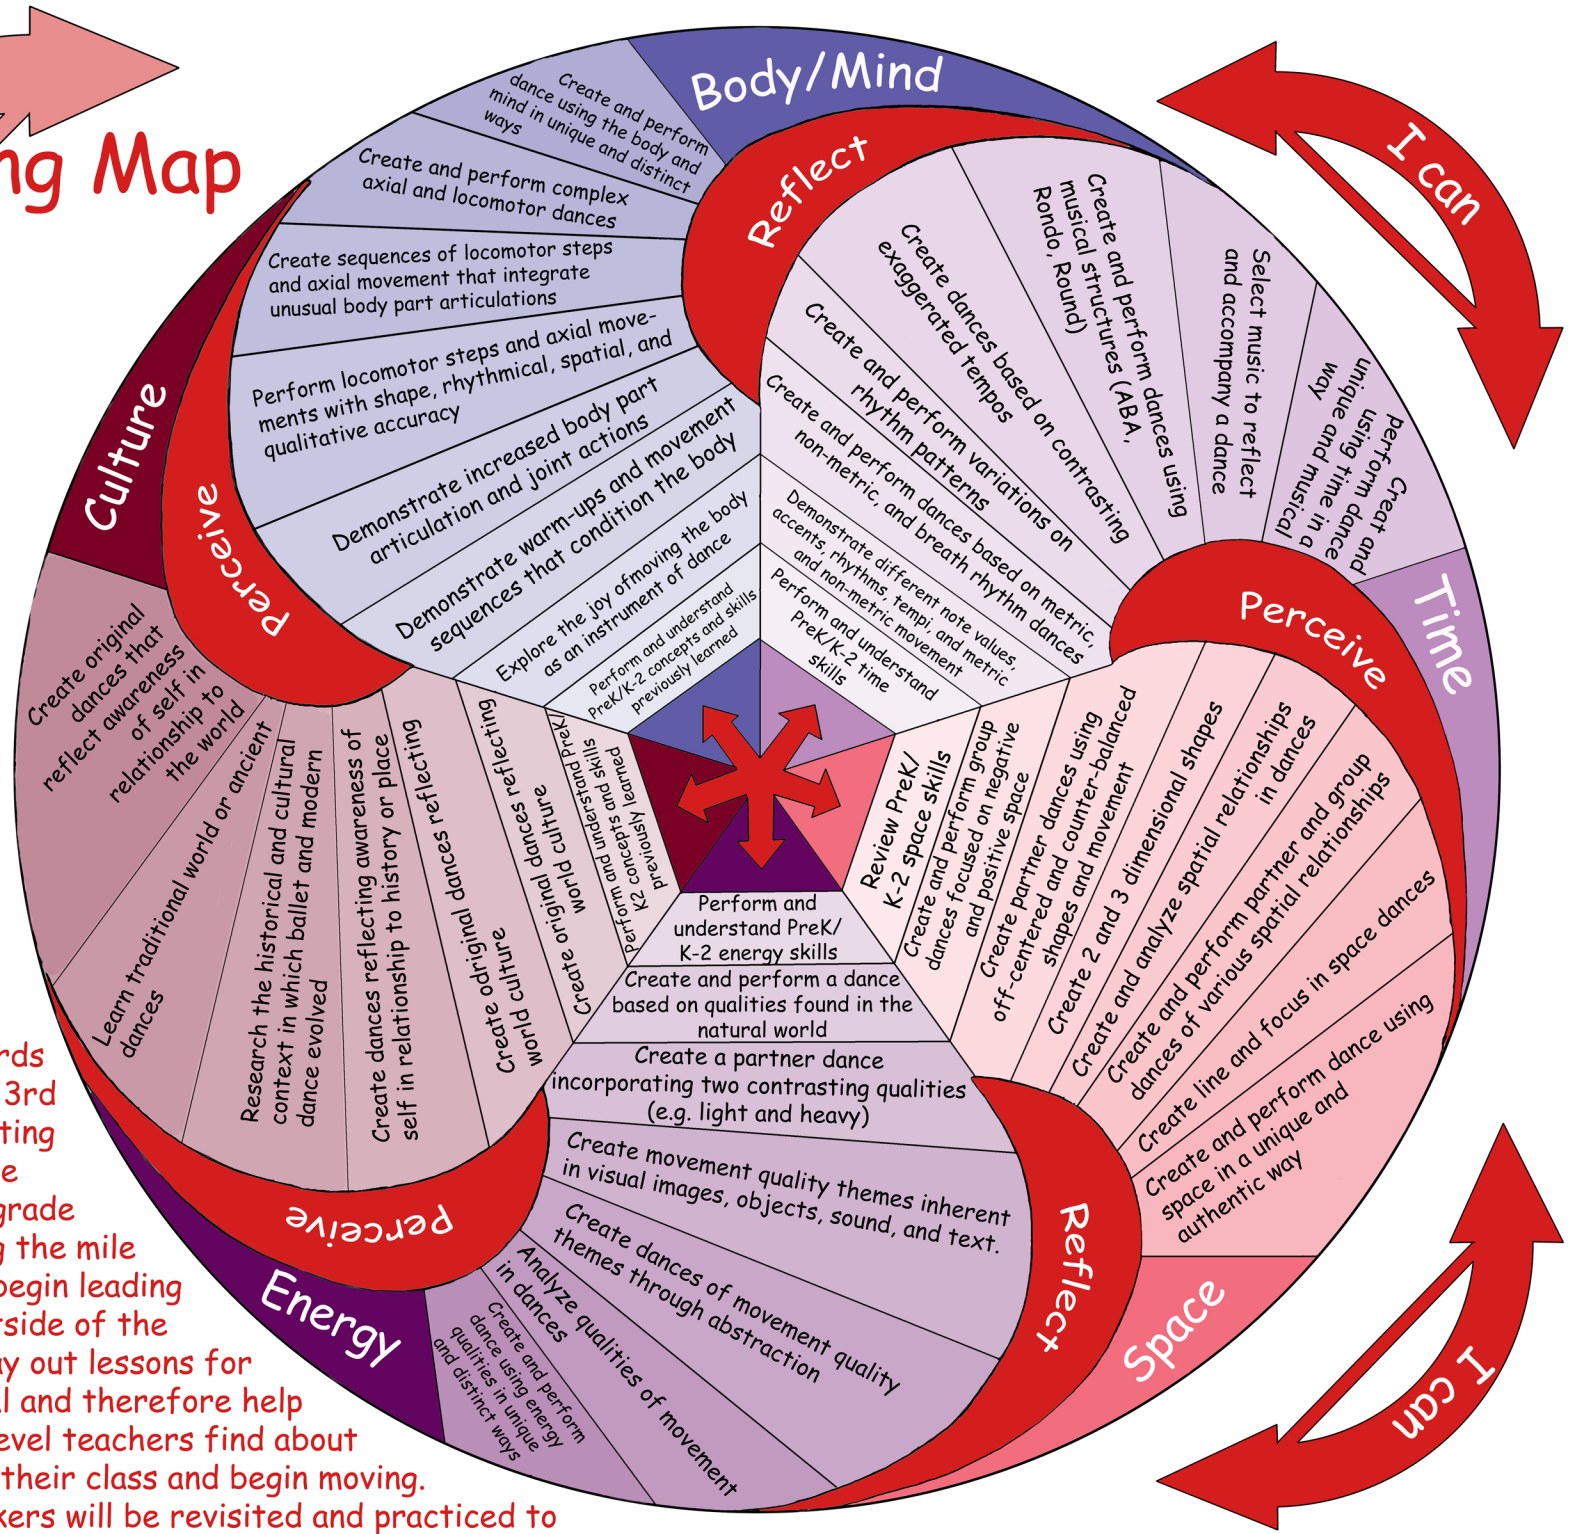 ng Map
I can
Body/Mind
Reflect
Create and perform
dance using the body and
mind in unique and distinct
ways
Create and perform complex
axial and locomotor dances
Create sequences of locomotor steps
and axial movement that integrate
unusual body part articulations
Perform locomotor steps and axial move-
ments with shape, rhythmical, spatial, and
qualitative accuracy
Demonstrate increased body part
articulation and joint actions
Demonstrate warm-ups and movement
sequences that condition the body
Explore the joy ofmoving the body
as an instrument of dance
Perform and understand
PreK/K-2 concepts and skills
previously learned
Time
Perceive
Creat and
perform dance
using time in a
unique and musical
way
Select music to reflect
and accompany a dance
Create and perform dances using
musical structures (ABA,
Rondo, Round)
Create dances based on contrasting
exaggerated tempos
Create and perform variations on
rhythm patterns
Create and perform dances based on metric,
non-metric, and breath rhythm dances
Demonstrate different note values,
accents, rhythms, tempi, and metric
and non-metric movement
Perform and understand
PreK/K-2 time
skills
Space
Reflect
Review PreK/
K-2 space skills
Create and perform group
dances focused on negative
and positive space
Create partner dances using
off-centered and counter-balanced
shapes and movement
Create 2 and 3 dimensional shapes
Create and analyze spatial relationships
in dances
Create and perform partner and group
dances of various spatial relationships
Create line and focus in space dances
Create and perform dance using
space in a unique and
authentic way
I can
Energy
Perceive
Perform and
understand PreK/
K-2 energy skills
Create and perform a dance
based on qualities found in the
natural world
Create a partner dance
incorporating two contrasting qualities
(e.g. light and heavy)
Create movement quality themes inherent
in visual images, objects, sound, and text.
Create dances of movement quality
themes through abstraction
Analyze qualities of movement
in dances
Create and perform
dance using energy
qualities in unique
and distinct ways
Culture
Perceive
Create original
dances that
reflect awareness
of self in
relationship to
the world
Learn traditional world or ancient
dances
Research the historical and cultural
context in which ballet and modern
dance evolved
Create dances reflecting awareness of
self in relationship to history or place
Create odriginal dances reflecting
world culture
Create original dances reflecting
world culture
Perform and understand PreK/
K2 concepts and skills
previously learned
rds
3rd
ting
e
grade
g the mile
begin leading
tside of the
ay out lessons for
l and therefore help
evel teachers find about
their class and begin moving.
kers will be revisited and practiced to